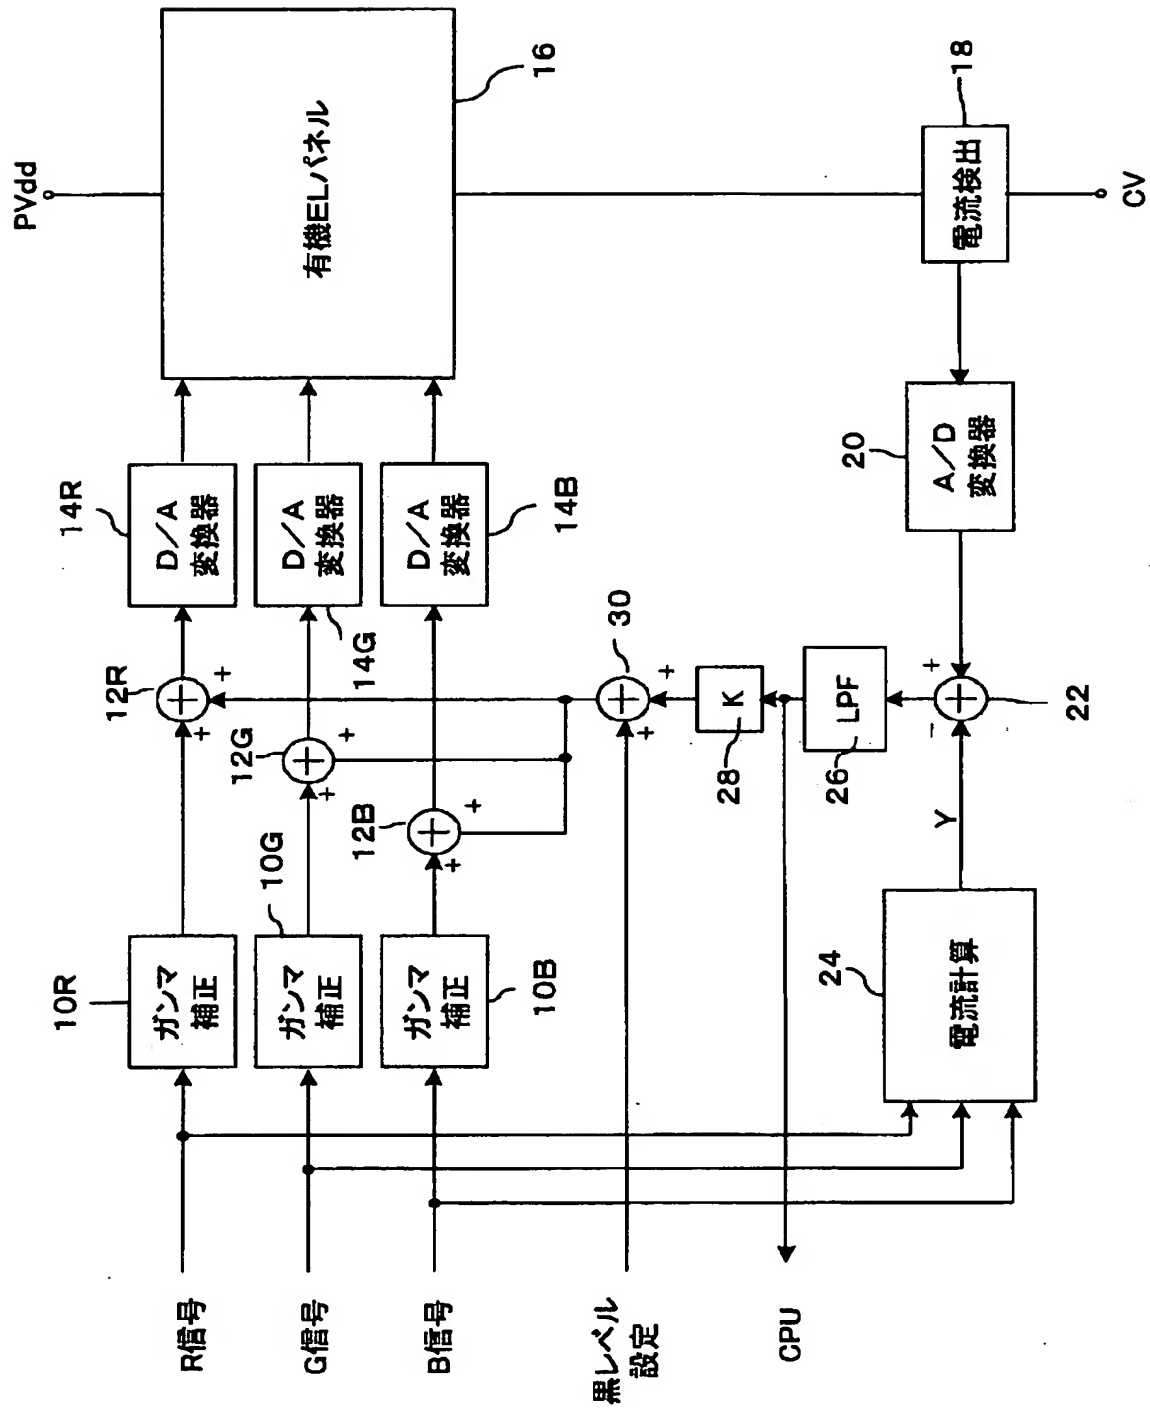 R信号
G信号
B信号
黒レベル
設定
CPU
10R
ガンマ
補正
10G
ガンマ
補正
10B
ガンマ
補正
12R
+
+
12G
+
+
12B
+
+
14R
D/A
変換器
14G
D/A
変換器
14B
D/A
変換器
PVdd
有機ELパネル
16
18
電流検出
CV
20
A/D
変換器
22
+
−
Y
24
電流計算
26
LPF
28
K
30
+
+